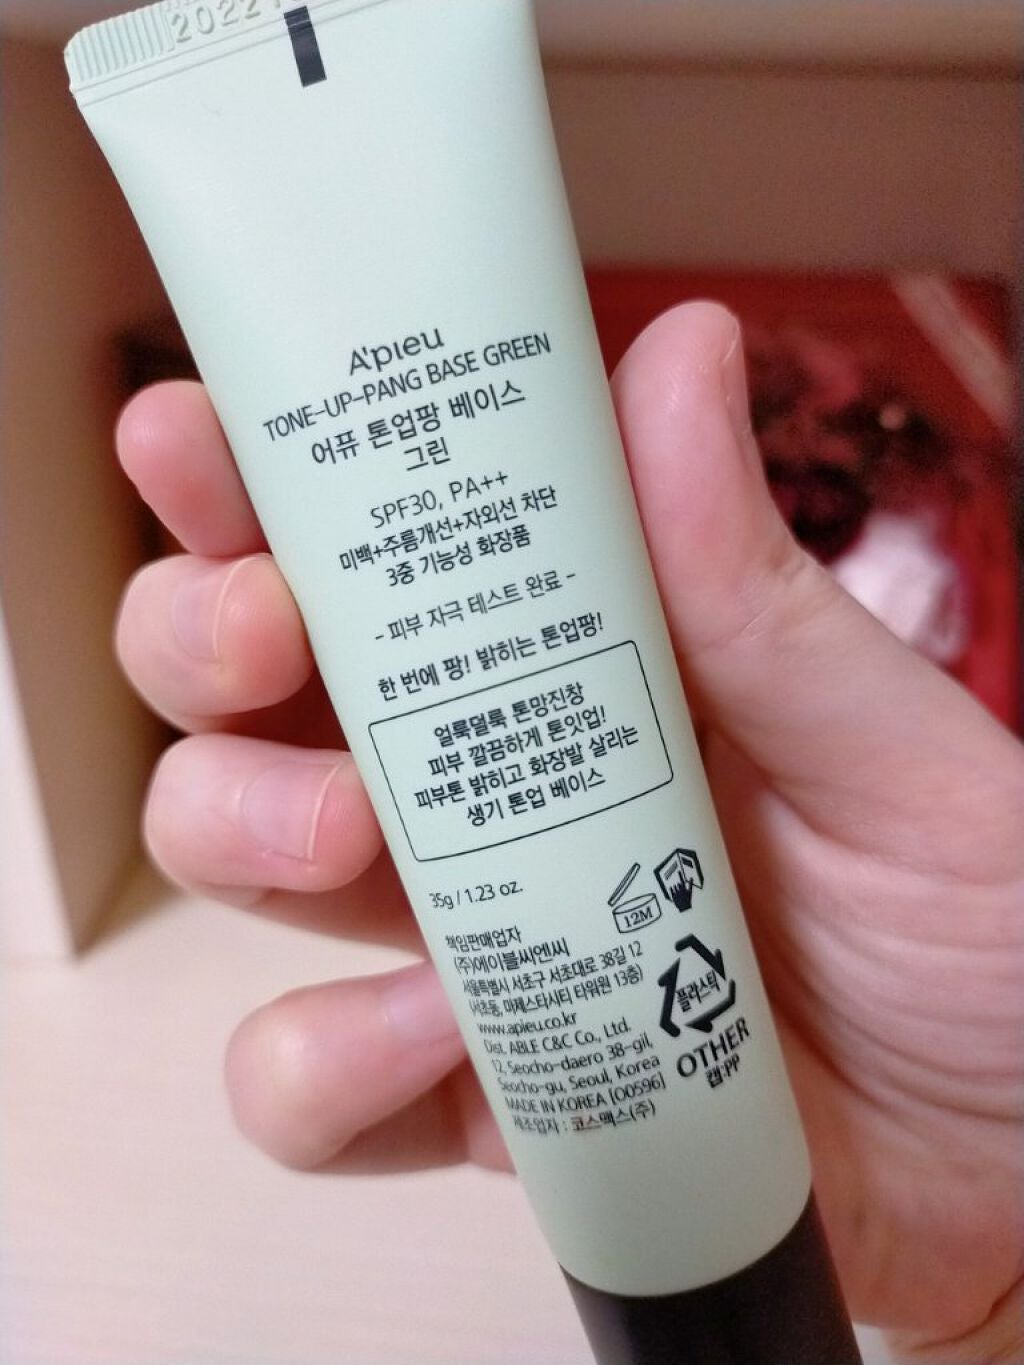 2022
A'pieu
TONE-UP-PANG BASE GREEN
어퓨 톤업팡 베이스
그린
SPF30, PA++
미백+주름개선+자외선 차단
3중 기능성 화장품
- 피부 자극 테스트 완료 -
한 번에 팡! 밝히는 톤업팡!
얼룩덜룩 톤망진창
피부 깔끔하게 톤잇업!
피부톤 밝히고 화장발 살리는
생기 톤업 베이스
35g / 1.23 oz.
12M
책임판매업자
(주)에이블씨엔씨
서울특별시 서초구 서초대로 38길 12
(서초동, 마제스타시티 타워원 13층)
www.apieu.co.kr
Dist. ABLE C&C Co., Ltd.
12, Seocho-daero 38-gil,
Seocho-gu, Seoul, Korea
MADE IN KOREA [O0596]
제조업자 : 코스맥스(주)
플라스틱
OTHER
캡:PP